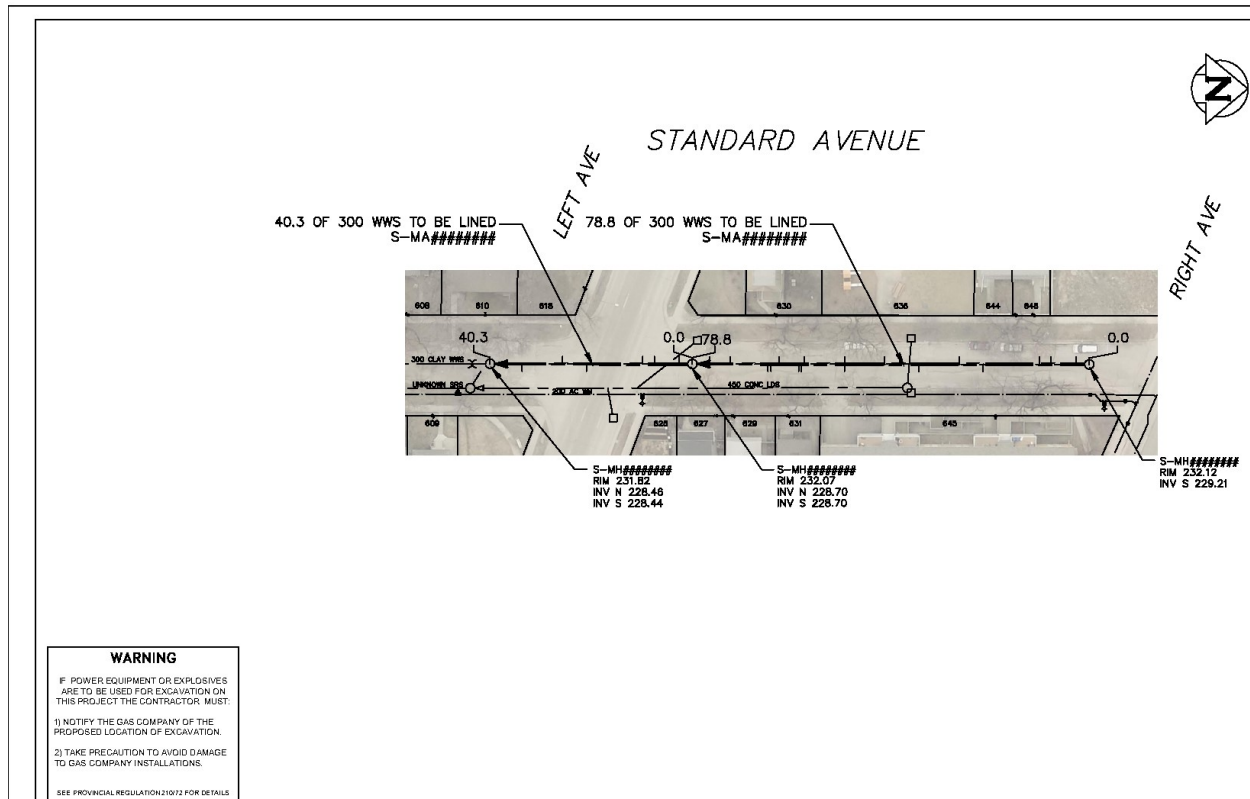 N
STANDARD AVENUE
LEFT AVE
RIGHT AVE
40.3 OF 300 WWS TO BE LINED
S-MA########
78.8 OF 300 WWS TO BE LINED
S-MA########
608
610
618
630
636
644
648
40.3
0.0
78.8
0.0
300 CLAY WWS
UNKNOWN SRS
200 AC WM
450 CONC LDS
609
625
627
629
631
645
S-MH########
RIM 231.82
INV N 228.46
INV S 228.44
S-MH########
RIM 232.07
INV N 228.70
INV S 228.70
S-MH########
RIM 232.12
INV S 229.21
WARNING
IF POWER EQUIPMENT OR EXPLOSIVES
ARE TO BE USED FOR EXCAVATION ON
THIS PROJECT THE CONTRACTOR MUST:
1) NOTIFY THE GAS COMPANY OF THE
PROPOSED LOCATION OF EXCAVATION.
2) TAKE PRECAUTION TO AVOID DAMAGE
TO GAS COMPANY INSTALLATIONS.
SEE PROVINCIAL REGULATION 210/72 FOR DETAILS